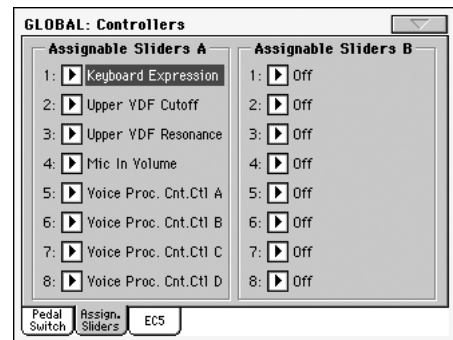 GLOBAL: Controllers
Assignable Sliders A
1: Keyboard Expression
2: Upper VDF Cutoff
3: Upper VDF Resonance
4: Mic In Volume
5: Voice Proc. Cnt.Ctl A
6: Voice Proc. Cnt.Ctl B
7: Voice Proc. Cnt.Ctl C
8: Voice Proc. Cnt.Ctl D
Assignable Sliders B
1: Off
2: Off
3: Off
4: Off
5: Off
6: Off
7: Off
8: Off
Pedal
Switch
Assign.
Sliders
EC5